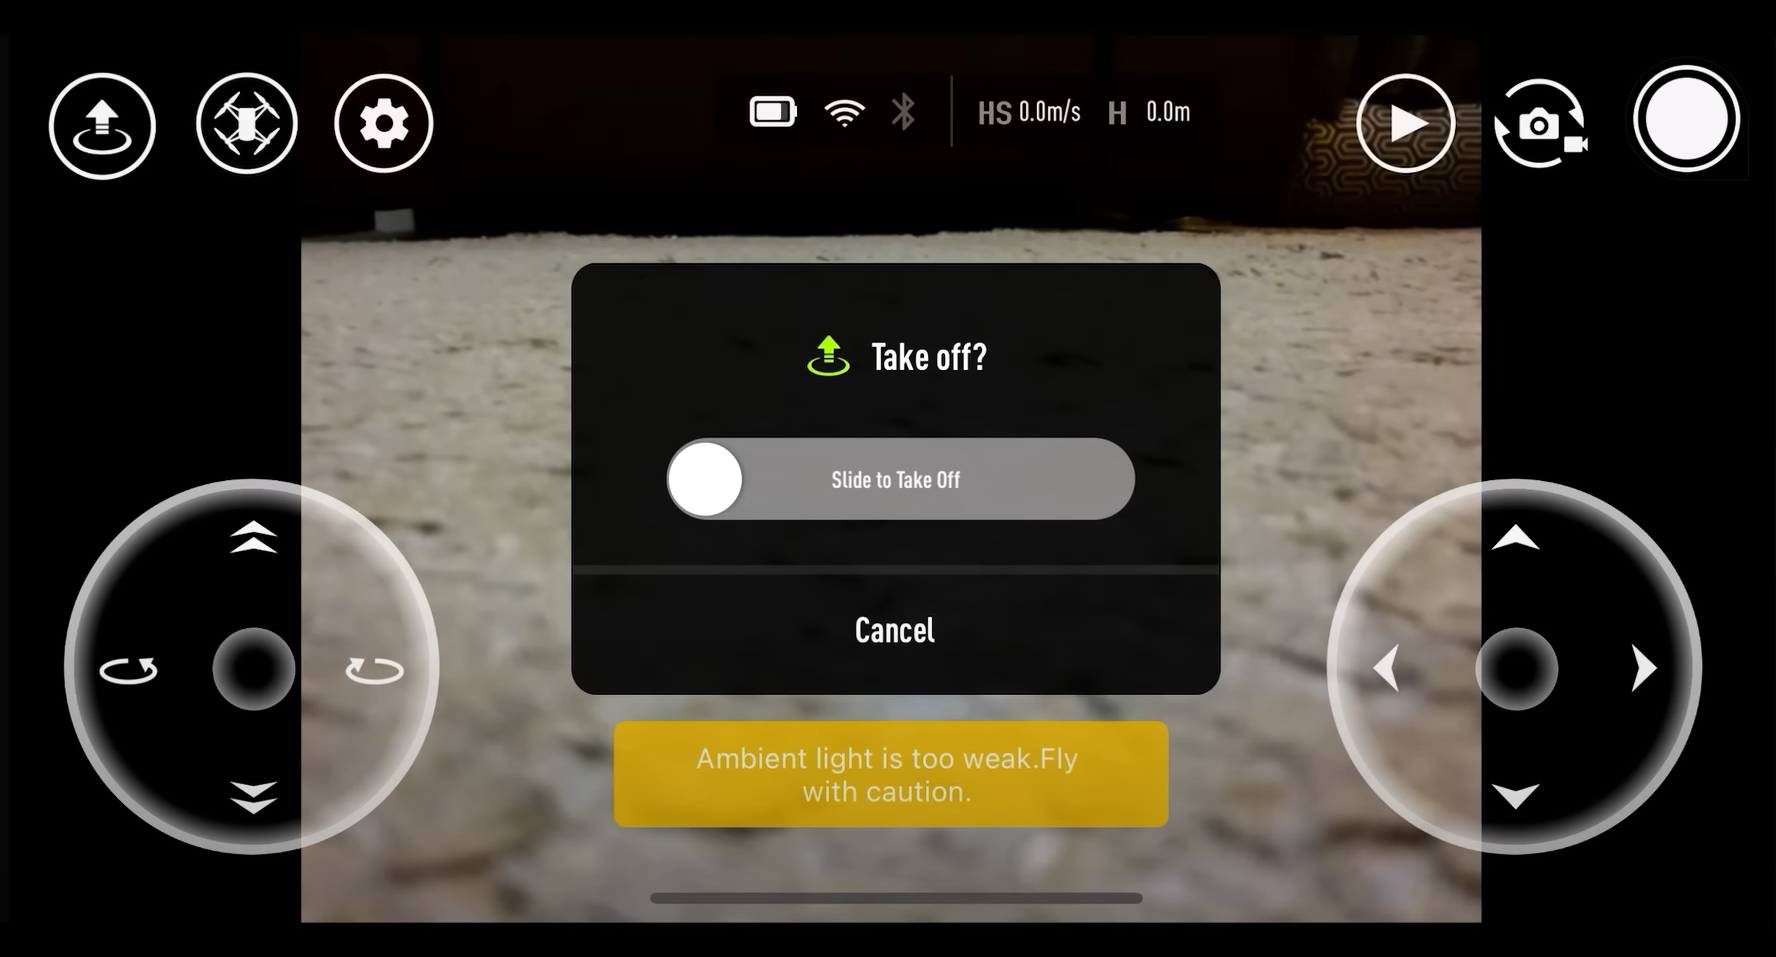 HS 0.0m/s H 0.0m
Take off?
Slide to Take Off
Cancel
Ambient light is too weak.Fly
with caution.